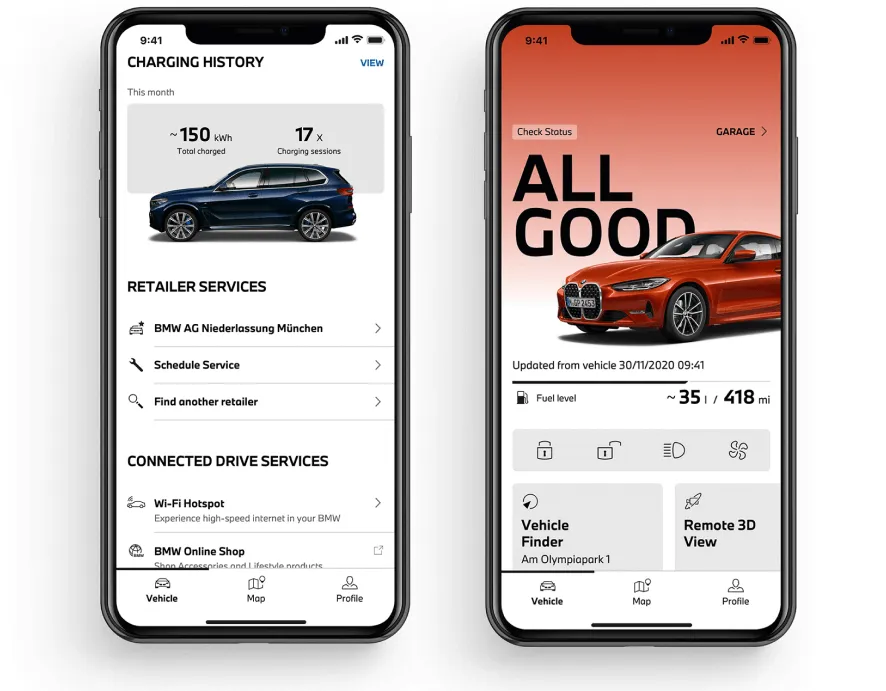 9:41
CHARGING HISTORY
VIEW
This month
~150 kWh
17 X
Total charged
Charging sessions
RETAILER SERVICES
BMW AG Niederlassung München
Schedule Service
Find another retailer
CONNECTED DRIVE SERVICES
Wi-Fi Hotspot
Experience high-speed internet in your BMW
BMW Online Shop
Shop Accessories and Lifestyle products
Vehicle
Map
Profile
9:41
Check Status
GARAGE
ALL
GOOD
Updated from vehicle 30/11/2020 09:41
Fuel level
~35 l / 418 mi
Vehicle
Finder
Am Olympiapark 1
Remote 3D
View
Vehicle
Map
Profile